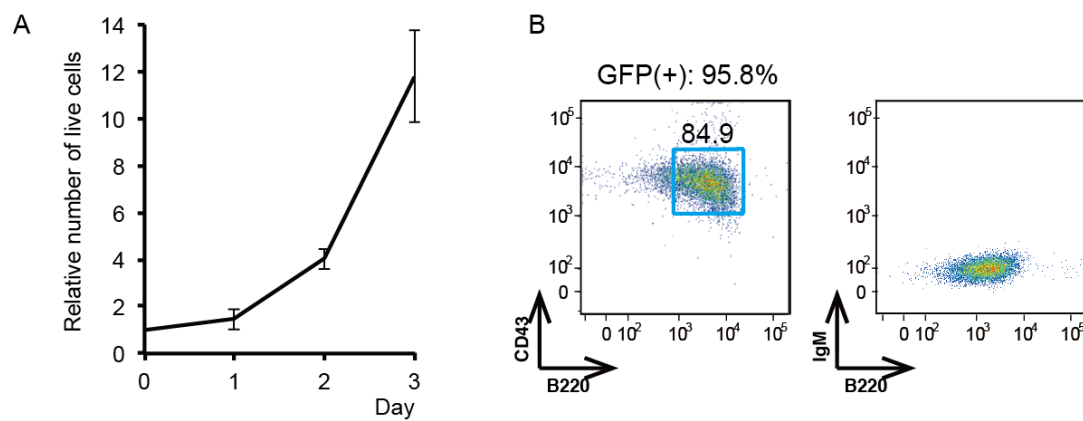 A
Relative number of live cells
14
12
10
8
6
4
2
0
0 1 2 3
Day
B
GFP(+): 95.8%
84.9
10⁵
10⁴
10³
10²
0
0 10² 10³ 10⁴ 10⁵
CD43
B220
10⁵
10⁴
10³
10²
0
0 10² 10³ 10⁴ 10⁵
IgM
B220